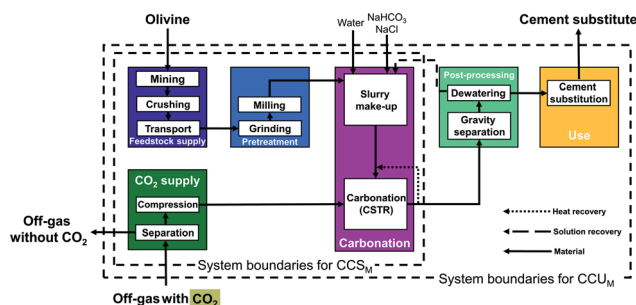 Olivine
Water
NaHCO₃
NaCl
Cement substitute
Mining
Crushing
Transport
Feedstock supply
Milling
Grinding
Pretreatment
Slurry
make-up
Carbonation
(CSTR)
Carbonation
Post-processing
Dewatering
Gravity
separation
Cement
substitution
Use
CO₂ supply
Compression
Separation
Off-gas
without CO₂
Off-gas with CO₂
System boundaries for CCSM
Heat recovery
Solution recovery
Material
System boundaries for CCUM